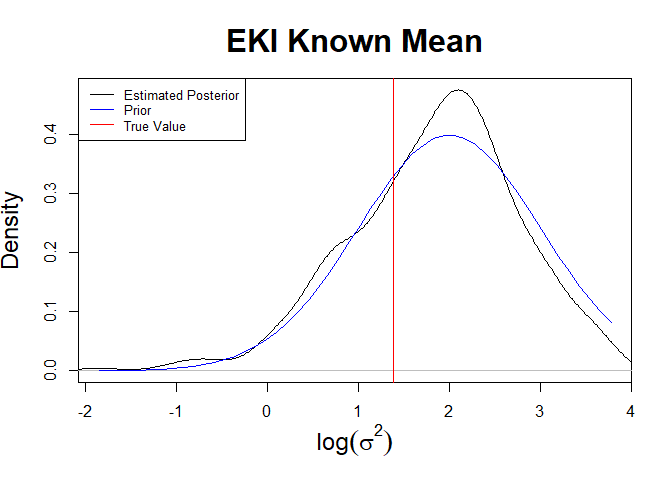 EKI Known Mean
Estimated Posterior
Prior
True Value
Density
0.0
0.1
0.2
0.3
0.4
-2
-1
0
1
2
3
4
log(σ²)